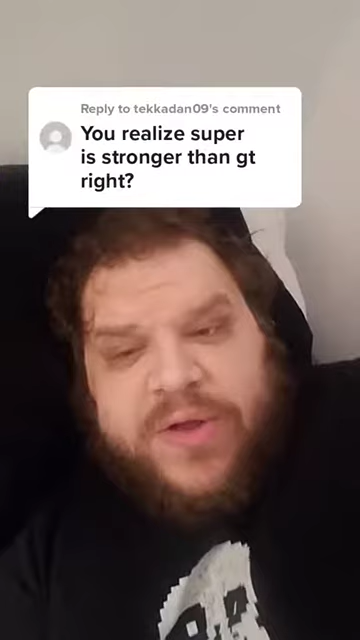 Reply to tekkadan09's comment
You realize super
is stronger than gt
right?